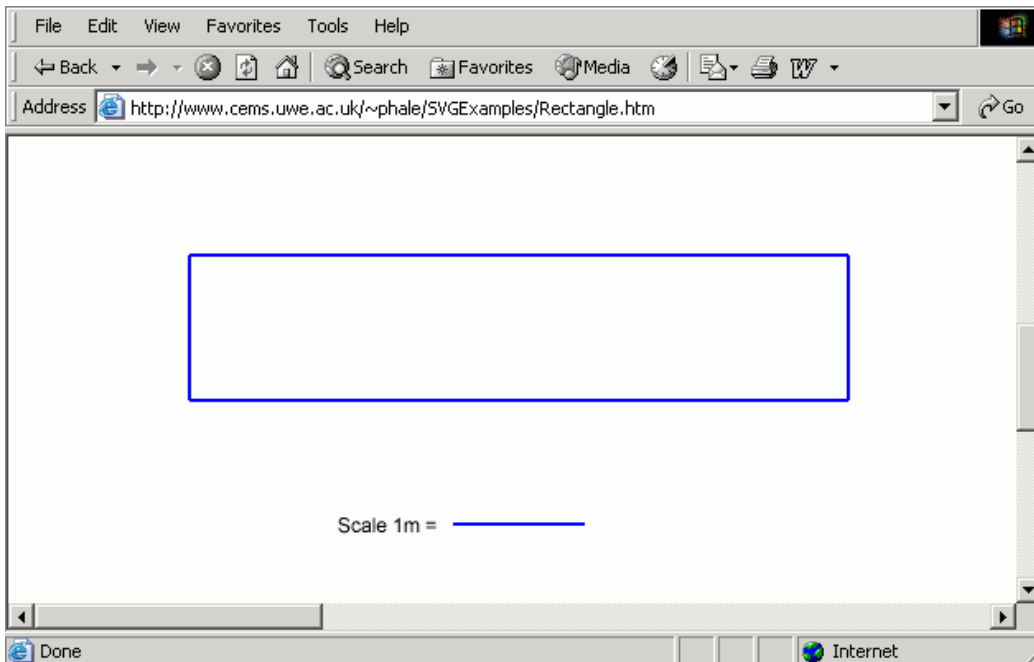 File Edit View Favorites Tools Help
Back Search Favorites Media
Address http://www.cems.uwe.ac.uk/~phale/SVGExamples/Rectangle.htm Go
Scale 1m =
Done Internet